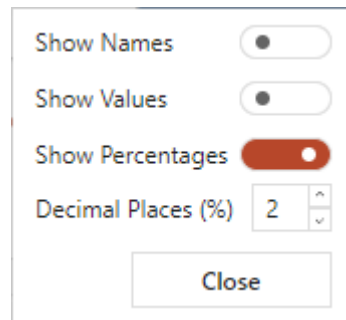 Show Names
Show Values
Show Percentages
Decimal Places (%) 2
Close